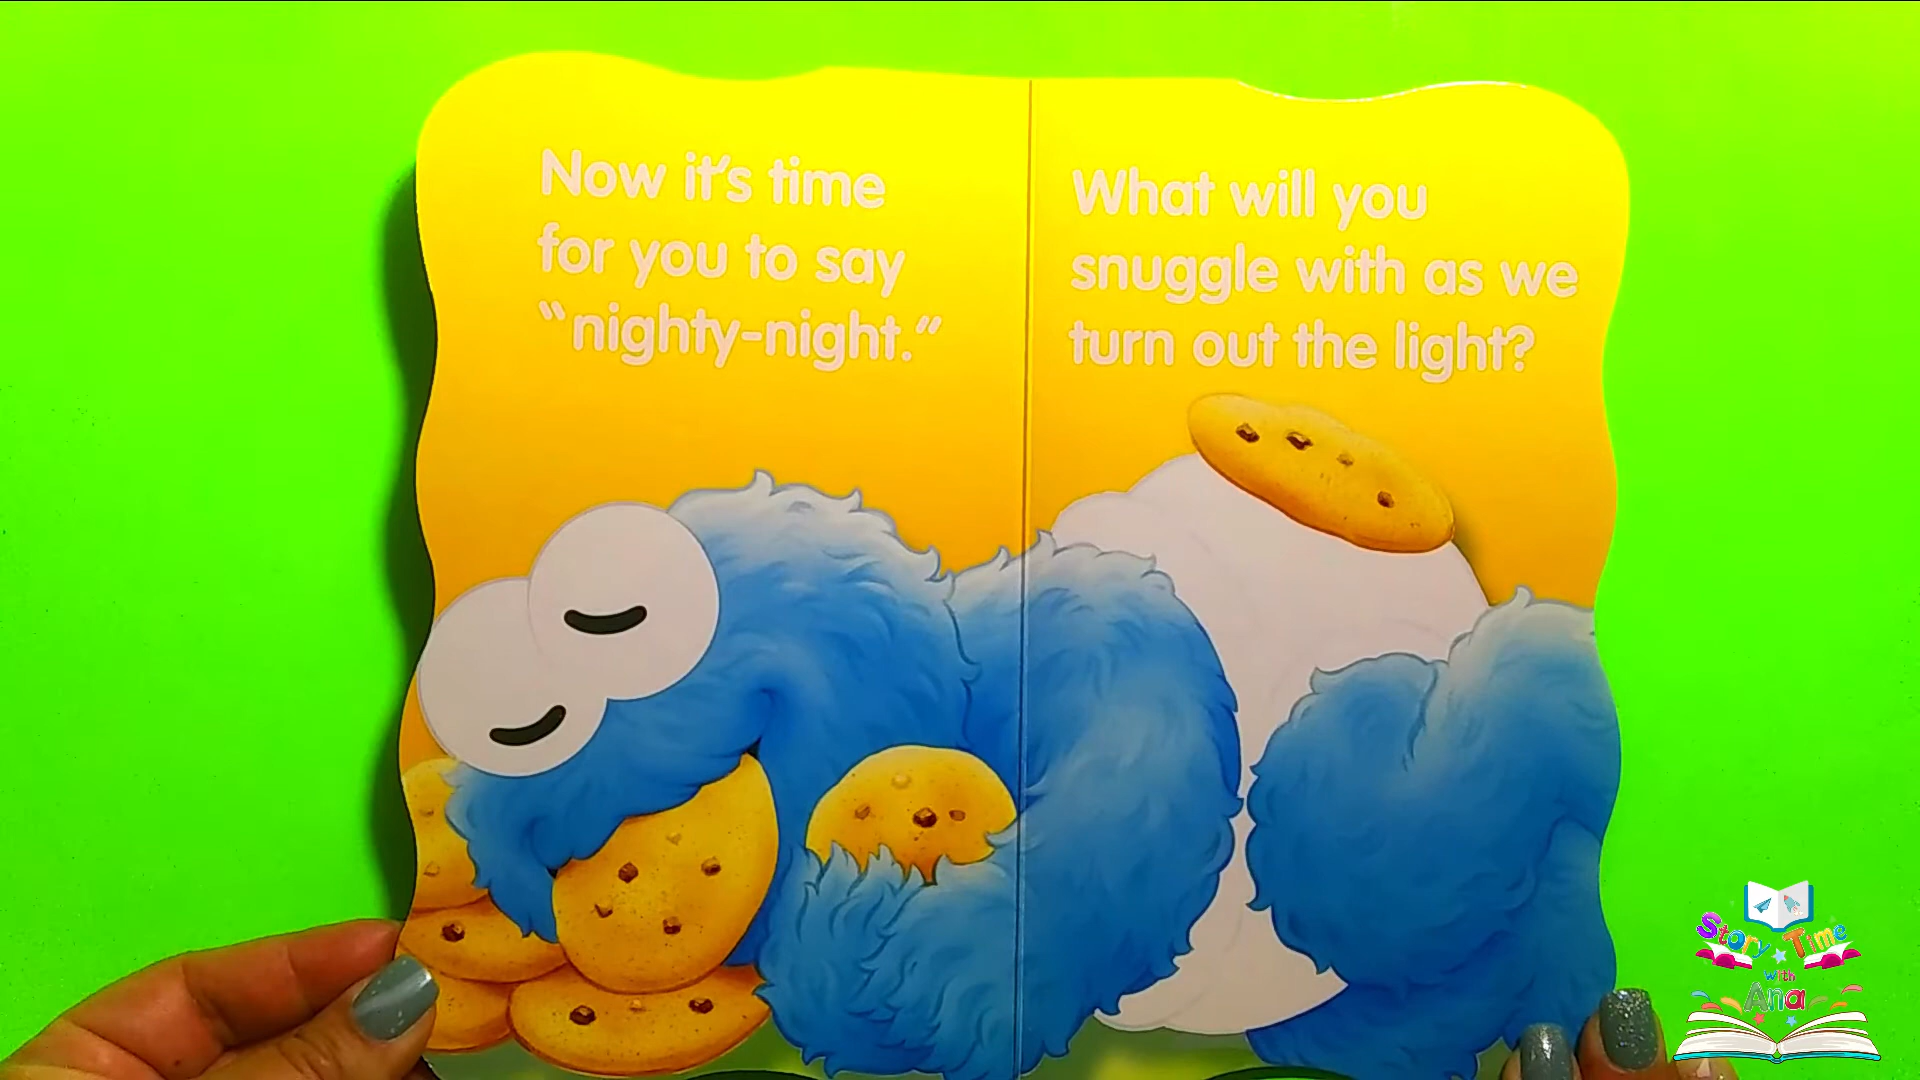 Now it's time
for you to say
“nighty-night.”
What will you
snuggle with as we
turn out the light?
Story Time
with
Ana